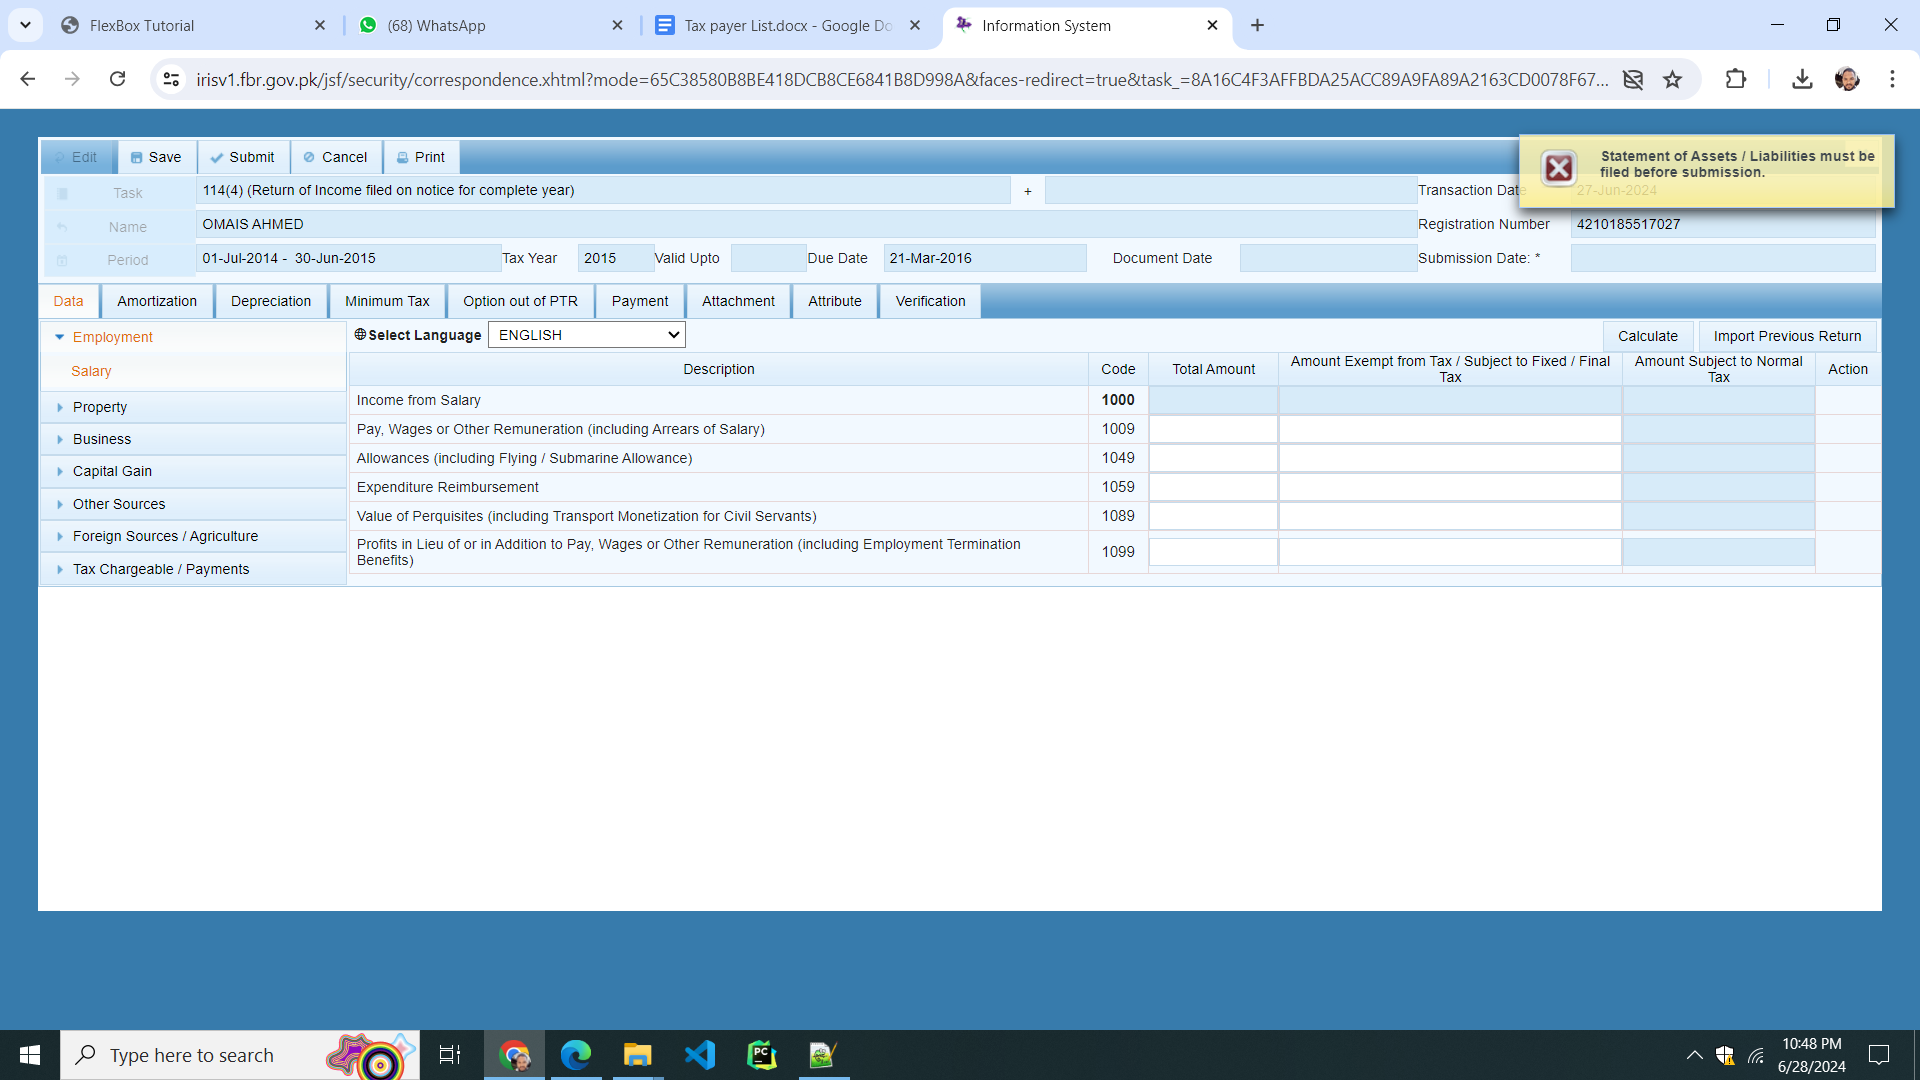 FlexBox Tutorial
(68) WhatsApp
Tax payer List.docx - Google Do
Information System
irisv1.fbr.gov.pk/jsf/security/correspondence.xhtml?mode=65C38580B8BE418DCB8CE6841B8D998A&faces-redirect=true&task_=8A16C4F3AFFBDA25ACC89A9FA89A2163CD0078F67...
Edit Save Submit Cancel Print
Statement of Assets / Liabilities must be
filed before submission.
Task 114(4) (Return of Income filed on notice for complete year) + Transaction Date 27-Jun-2024
Name OMAIS AHMED Registration Number 4210185517027
Period 01-Jul-2014 - 30-Jun-2015 Tax Year 2015 Valid Upto Due Date 21-Mar-2016 Document Date Submission Date: *
Data Amortization Depreciation Minimum Tax Option out of PTR Payment Attachment Attribute Verification
Employment
Salary
Property
Business
Capital Gain
Other Sources
Foreign Sources / Agriculture
Tax Chargeable / Payments
Select Language ENGLISH Calculate Import Previous Return
Description Code Total Amount Amount Exempt from Tax / Subject to Fixed / Final Tax Amount Subject to Normal Tax Action
Income from Salary 1000
Pay, Wages or Other Remuneration (including Arrears of Salary) 1009
Allowances (including Flying / Submarine Allowance) 1049
Expenditure Reimbursement 1059
Value of Perquisites (including Transport Monetization for Civil Servants) 1089
Profits in Lieu of or in Addition to Pay, Wages or Other Remuneration (including Employment Termination
Benefits) 1099
Type here to search
PC
10:48 PM
6/28/2024